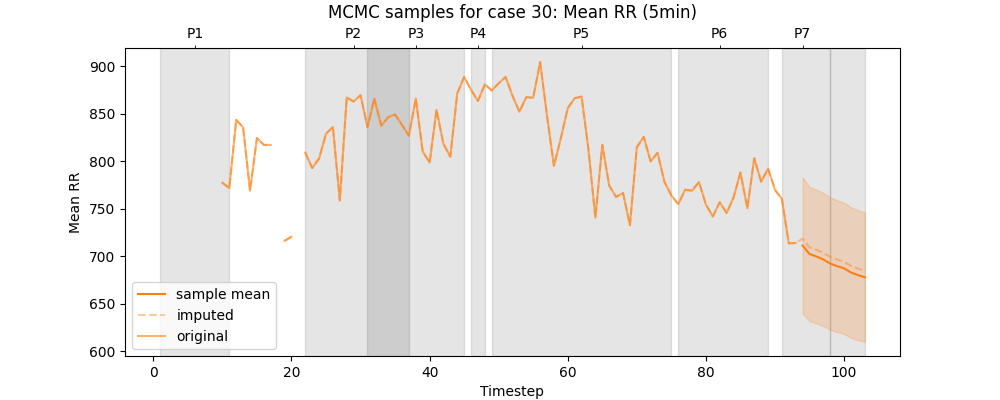 MCMC samples for case 30: Mean RR (5min)
P1 P2 P3 P4 P5 P6 P7
900
850
800
750
700
650
600
Mean RR
sample mean
imputed
original
0 20 40 60 80 100
Timestep